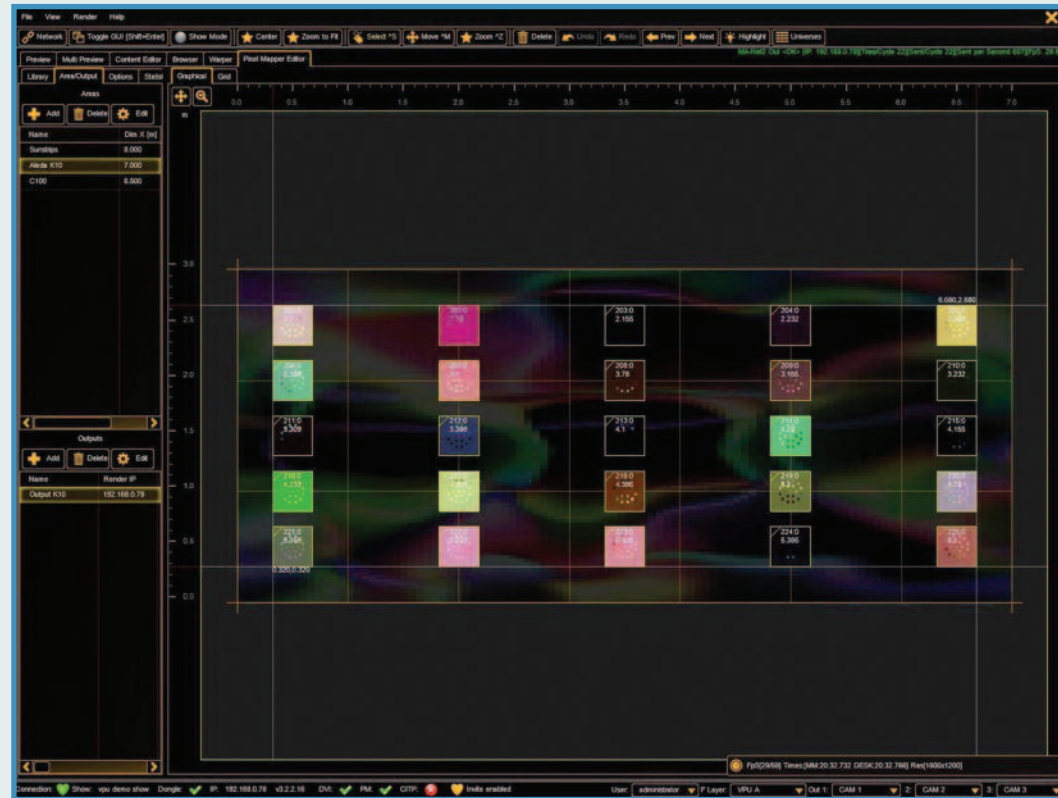 File View Render Help
Network Toggle GUI [Shift+Enter] Show Mode Center Zoom to Fit Select ^S Move ^M Zoom ^Z Delete Undo Redo Prev Next Highlight Universes
Preview Multi Preview Content Editor Browser Warper Pixel Mapper Editor
Library Area/Output Options Graphical Grid
Areas
Add Delete Edit
Name Dim X [m]
Sunstrips 8.000
Aleda K10 7.000
C100 6.500
m
0.0 0.5 1.0 1.5 2.0 2.5 3.0 3.5 4.0 4.5 5.0 5.5 6.0 6.5 7.0
3.0
2.5
2.0
1.5
1.0
0.5
0.0
6.680,2.680
203:0 204:0
2.155 2.232
208:0 209:0 210:0
3.78 3.155 3.232
211:0 212:0 213:0 215:0
3.309 3.386 4.1 4.155
216:0 218:0 219:0
4.232 4.386
221:0 224:0
5.386
0.320,0.320
Outputs
Add Delete Edit
Name Render IP
Output K10 192.168.0.78
Fps[29/59] Times:[MM:20:32.732 DESK:20:32.766] Res[1600x1200]
Connection: Show: vpu demo show Dongle: IP: 192.168.0.78 v3.2.2.16 DVI: PM: CITP: Invite enabled User: administrator F Layer: VPU A Out 1: CAM 1 2: CAM 2 3: CAM 3